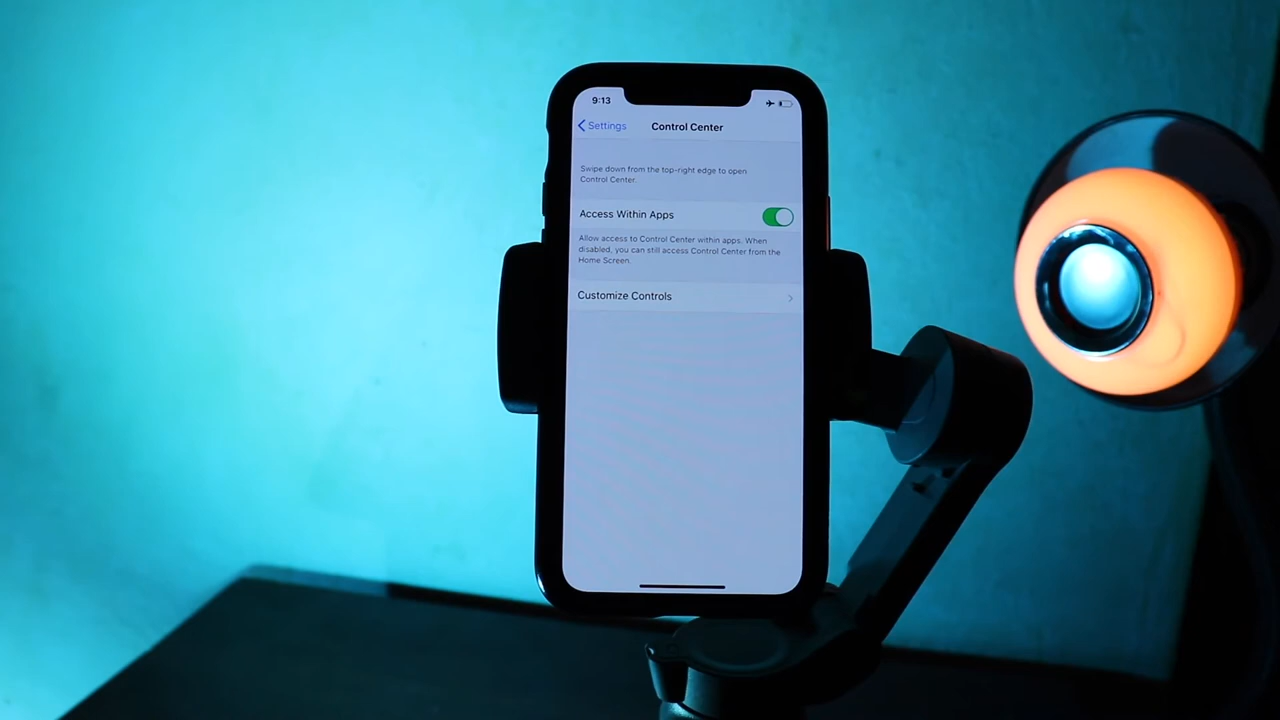 9:13
Settings
Control Center
Swipe down from the top-right edge to open
Control Center.
Access Within Apps
Allow access to Control Center within apps. When
disabled, you can still access Control Center from the
Home Screen.
Customize Controls